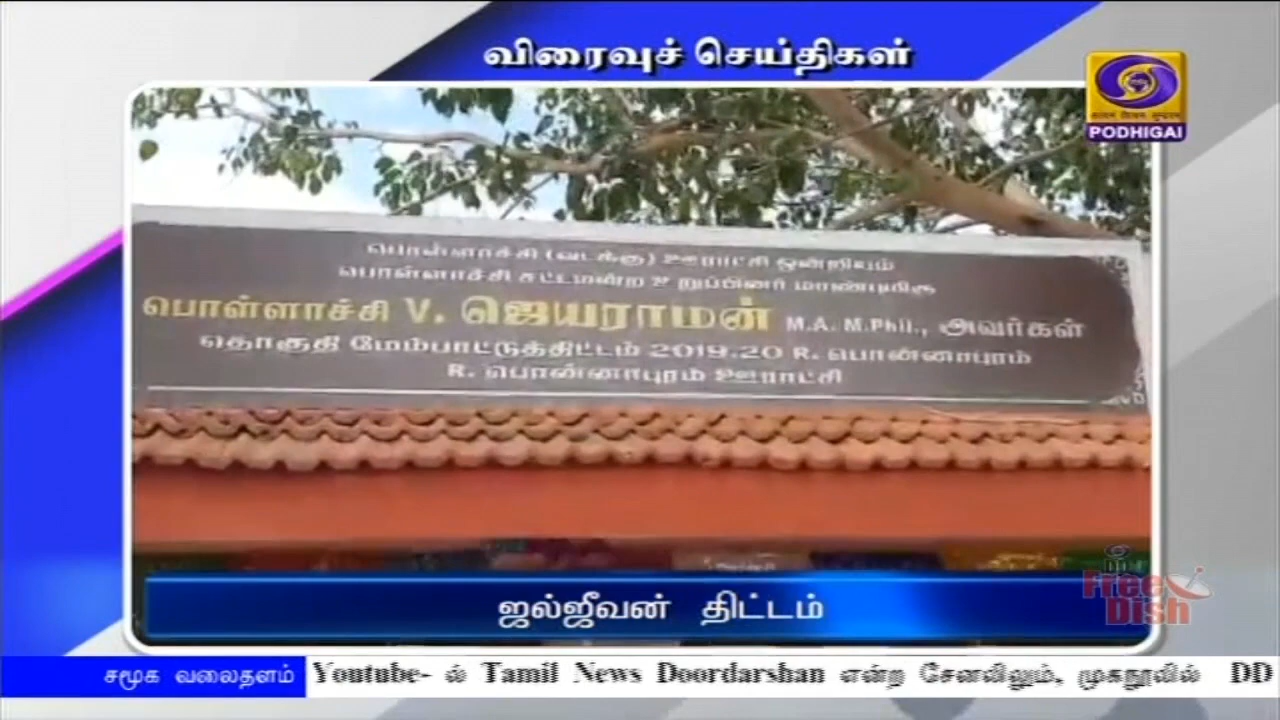 விரைவுச் செய்திகள்
PODHIGAI
பொள்ளாச்சி (வடக்கு) ஊராட்சி ஒன்றியம்
பொள்ளாச்சி சட்டமன்ற உறுப்பினர் மாண்புமிகு
பொள்ளாச்சி V. ஜெயராமன் M.A. M.Phil., அவர்கள்
தொகுதி மேம்பாட்டுத்திட்டம் 2019.20 R. பொன்னாபுரம்
R. பொன்னாபுரம் ஊராட்சி
ஜல்ஜீவன் திட்டம்
Free Dish
சமூக வலைதளம் Youtube- ல் Tamil News Doordarshan என்ற சேனலிலும், முகநூலில் DD